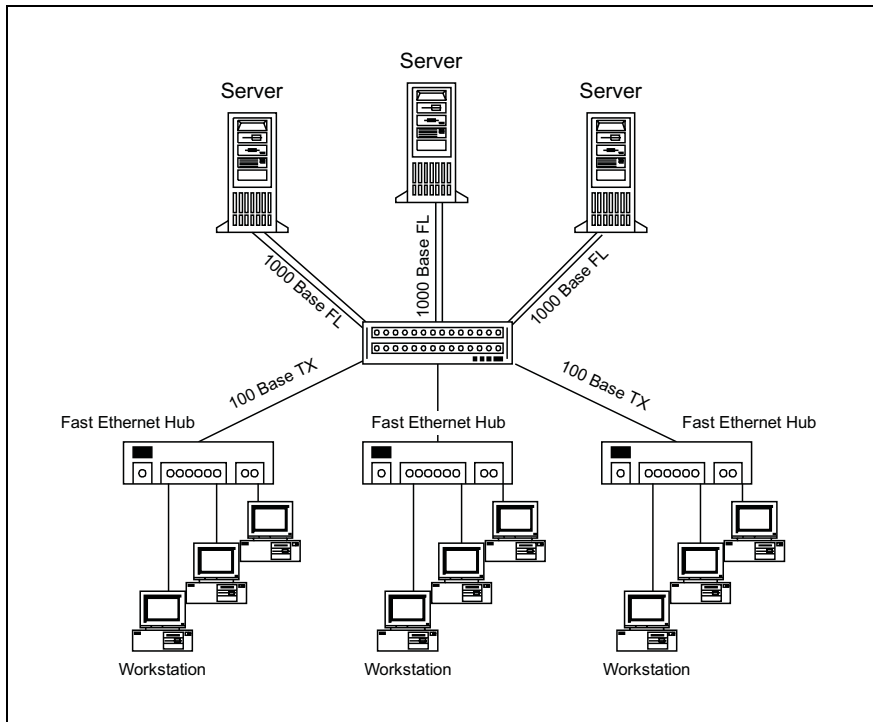 Server
Server
Server
1000 Base FL
1000 Base FL
1000 Base FL
100 Base TX
100 Base TX
Fast Ethernet Hub
Fast Ethernet Hub
Fast Ethernet Hub
Workstation
Workstation
Workstation